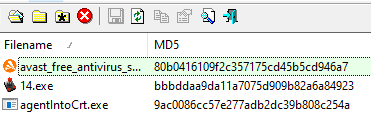 Filename MD5
avast_free_antivirus_s... 80b0416109f2c357175cd45b5cd946a7
14.exe bbbddaa9da11a7075d909b82a6a84923
agentIntoCrt.exe 9ac0086cc57e277adb2dc39b808c254a